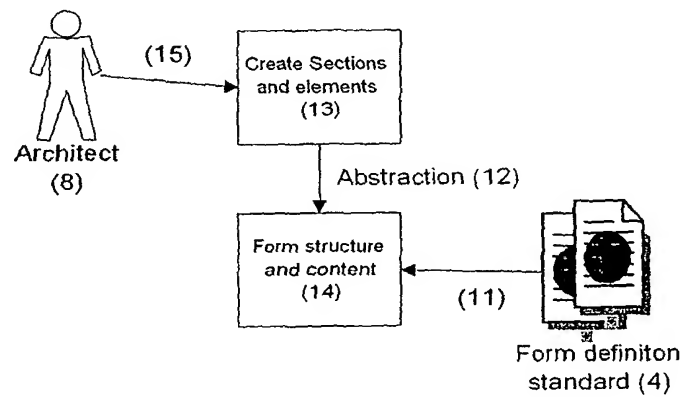 (15)
Create Sections
and elements
(13)
Architect
(8)
Abstraction (12)
Form structure
and content
(14)
(11)
Form definiton
standard (4)